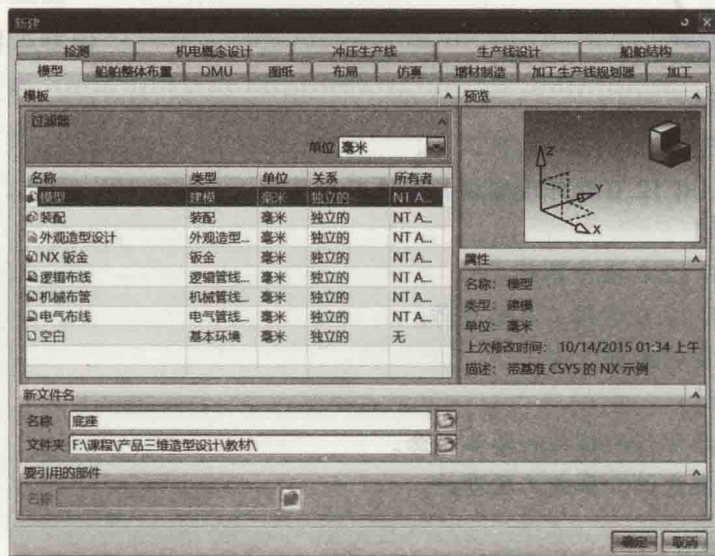 新建
检测 机电概念设计 冲压生产线 生产线设计 船舶结构
模型 船舶整体布置 DMU 图纸 布局 仿真 增材制造 加工生产线规划器 加工
模板
过滤器
单位 毫米
名称 类型 单位 关系 所有者
模型 建模 毫米 独立的 NT A...
装配 装配 毫米 独立的 NT A...
外观造型设计 外观造型... 毫米 独立的 NT A...
NX 钣金 钣金 毫米 独立的 NT A...
逻辑布线 逻辑管线... 毫米 独立的 NT A...
机械布管 机械管线... 毫米 独立的 NT A...
电气布线 电气管线... 毫米 独立的 NT A...
空白 基本环境 毫米 独立的 无
预览
Z
Y
X
属性
名称: 模型
类型: 建模
单位: 毫米
上次修改时间: 10/14/2015 01:34 上午
描述: 带基准 CSYS 的 NX 示例
新文件名
名称 底座
文件夹 F:\课程\产品三维造型设计\教材\
要引用的部件
名称
确定 取消